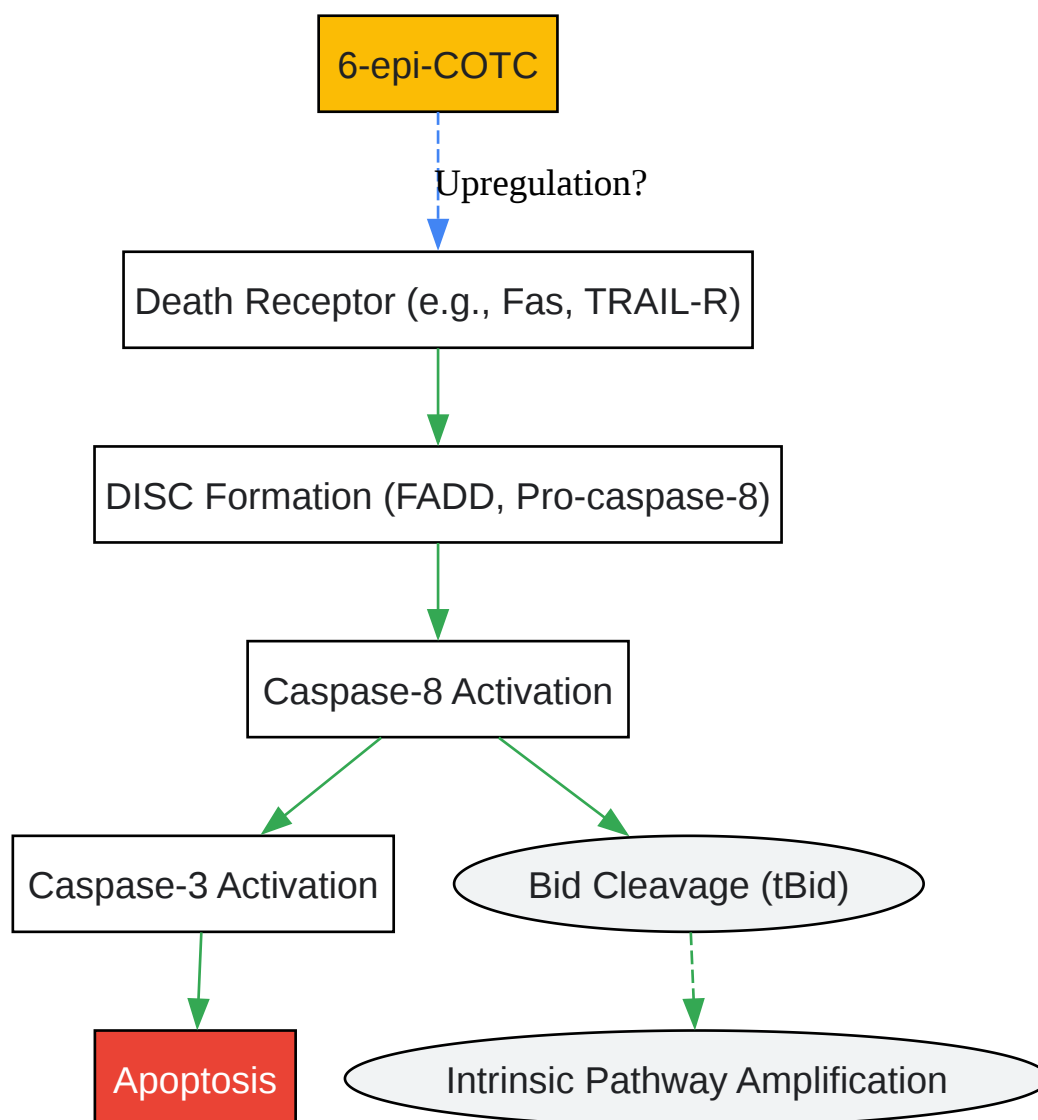 6-epi-COTC
Upregulation?
Death Receptor (e.g., Fas, TRAIL-R)
DISC Formation (FADD, Pro-caspase-8)
Caspase-8 Activation
Caspase-3 Activation
Bid Cleavage (tBid)
Apoptosis
Intrinsic Pathway Amplification